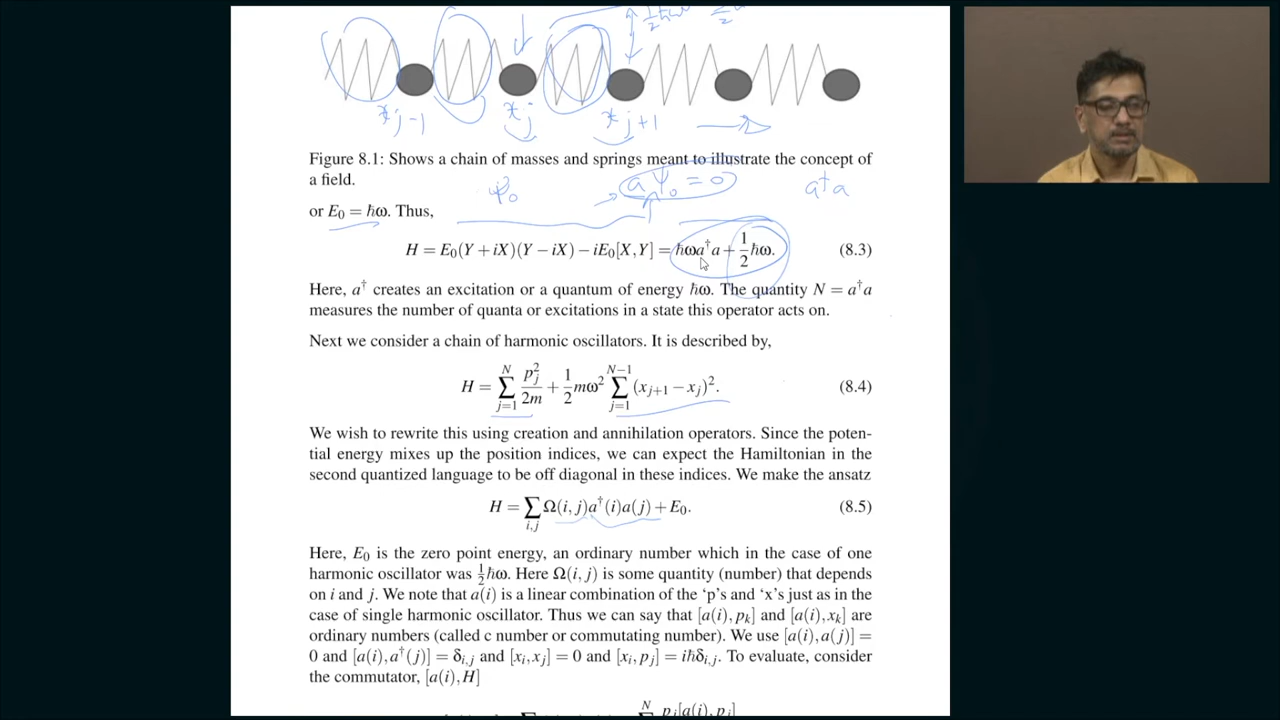 x j-1
x j
x j+1
Figure 8.1: Shows a chain of masses and springs meant to illustrate the concept of
a field.
ψ₀
a ψ₀ = 0
a†a
or E₀ = ħω. Thus,
H = E₀(Y + iX)(Y − iX) − iE₀[X,Y] = ħωa†a + 1/2 ħω. (8.3)
Here, a† creates an excitation or a quantum of energy ħω. The quantity N = a†a
measures the number of quanta or excitations in a state this operator acts on.
Next we consider a chain of harmonic oscillators. It is described by,
H = ∑_{j=1}^{N} p_j²/2m + 1/2 mω² ∑_{j=1}^{N−1} (x_{j+1} − x_j)². (8.4)
We wish to rewrite this using creation and annihilation operators. Since the poten-
tial energy mixes up the position indices, we can expect the Hamiltonian in the
second quantized language to be off diagonal in these indices. We make the ansatz
H = ∑_{i,j} Ω(i, j)a†(i)a(j) + E₀. (8.5)
Here, E₀ is the zero point energy, an ordinary number which in the case of one
harmonic oscillator was ½ħω. Here Ω(i, j) is some quantity (number) that depends
on i and j. We note that a(i) is a linear combination of the ‘p’s and ‘x’s just as in the
case of single harmonic oscillator. Thus we can say that [a(i), p_k] and [a(i), x_k] are
ordinary numbers (called c number or commutating number). We use [a(i), a(j)] =
0 and [a(i), a†(j)] = δ_{i,j} and [x_i, x_j] = 0 and [x_i, p_j] = iħδ_{i,j}. To evaluate, consider
the commutator, [a(i), H]